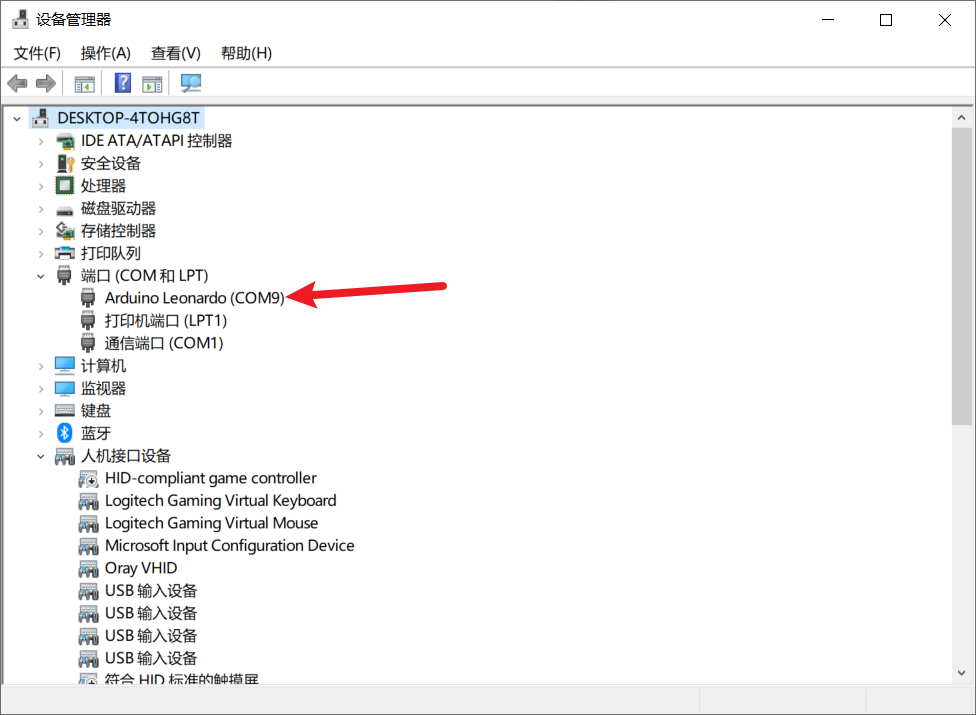 设备管理器
文件(F) 操作(A) 查看(V) 帮助(H)
DESKTOP-4TOHG8T
IDE ATA/ATAPI 控制器
安全设备
处理器
磁盘驱动器
存储控制器
打印队列
端口 (COM 和 LPT)
Arduino Leonardo (COM9)
打印机端口 (LPT1)
通信端口 (COM1)
计算机
监视器
键盘
蓝牙
人机接口设备
HID-compliant game controller
Logitech Gaming Virtual Keyboard
Logitech Gaming Virtual Mouse
Microsoft Input Configuration Device
Oray VHID
USB 输入设备
USB 输入设备
USB 输入设备
USB 输入设备
符合 HID 标准的触摸屏